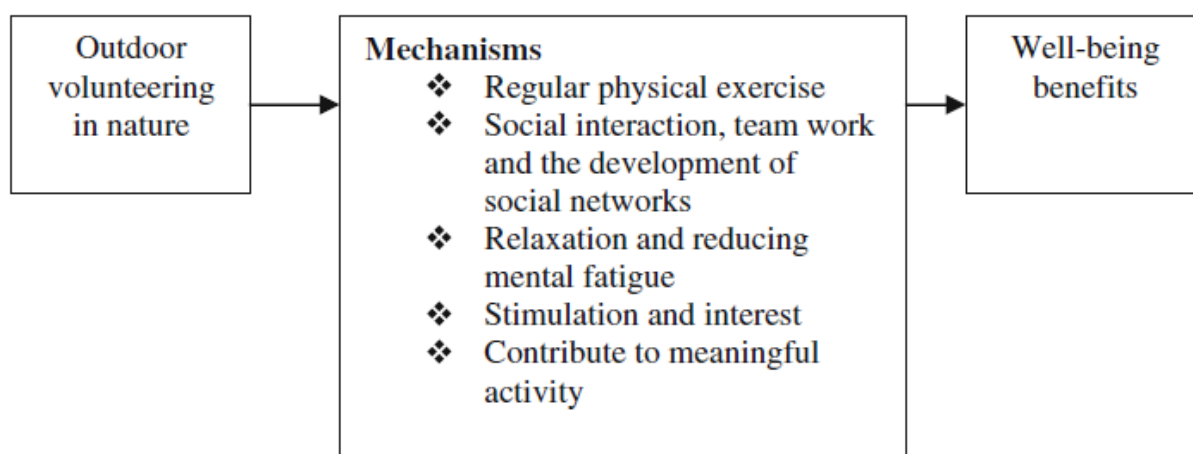 Outdoor
volunteering
in nature
Mechanisms
❖ Regular physical exercise
❖ Social interaction, team work
and the development of
social networks
❖ Relaxation and reducing
mental fatigue
❖ Stimulation and interest
❖ Contribute to meaningful
activity
Well-being
benefits